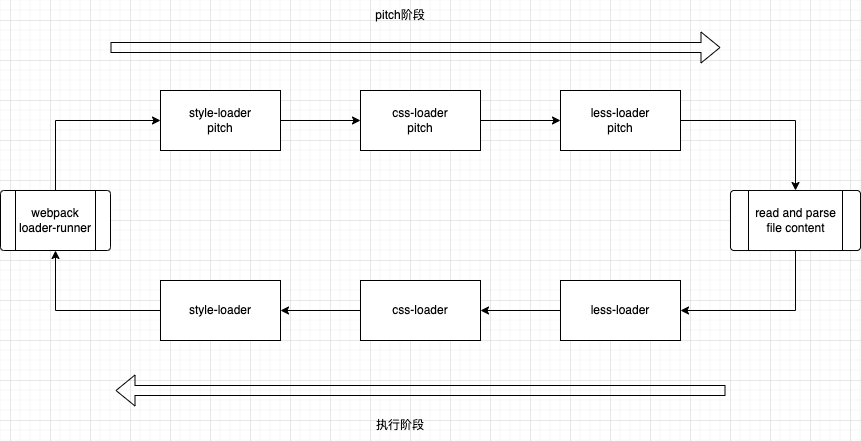 pitch阶段
style-loader
pitch
css-loader
pitch
less-loader
pitch
webpack
loader-runner
read and parse
file content
style-loader
css-loader
less-loader
执行阶段